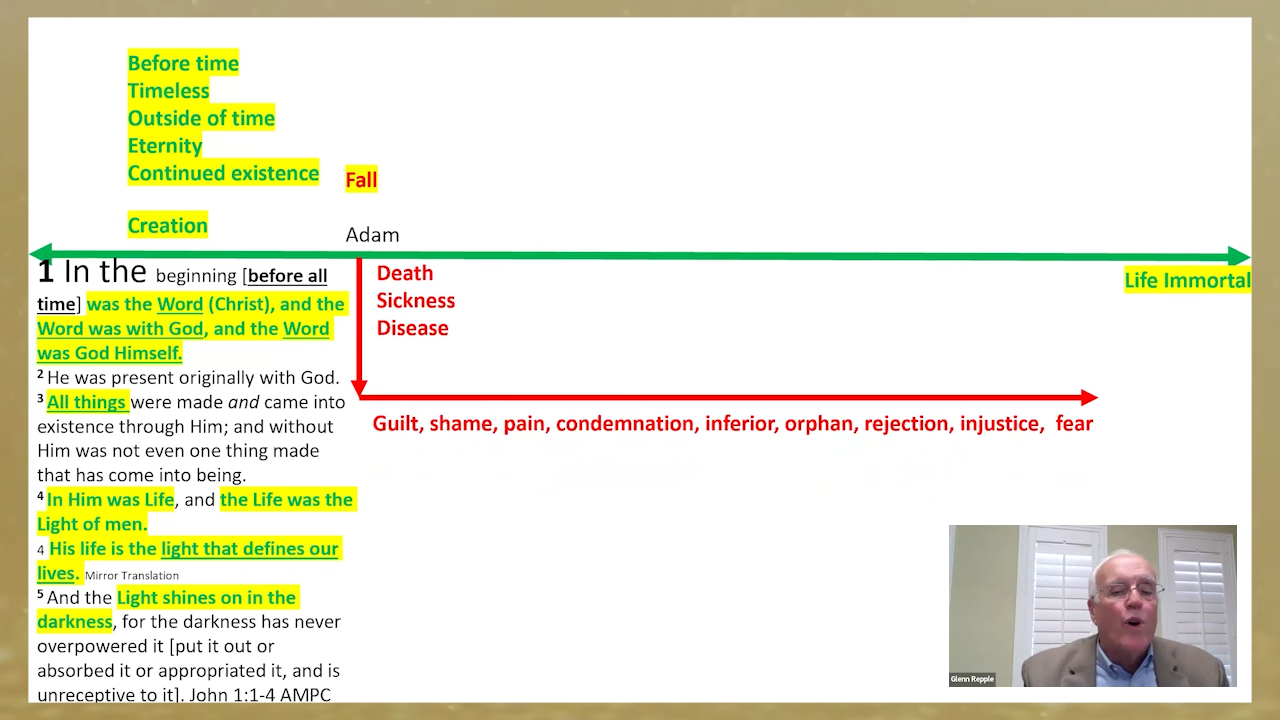 Before time
Timeless
Outside of time
Eternity
Continued existence
Fall
Creation
Adam
1 In the beginning [before all
time] was the Word (Christ), and the
Word was with God, and the Word
was God Himself.
2 He was present originally with God.
3 All things were made and came into
existence through Him; and without
Him was not even one thing made
that has come into being.
4 In Him was Life, and the Life was the
Light of men.
4 His life is the light that defines our
lives. Mirror Translation
5 And the Light shines on in the
darkness, for the darkness has never
overpowered it [put it out or
absorbed it or appropriated it, and is
unreceptive to it]. John 1:1-4 AMPC
Death
Sickness
Disease
Guilt, shame, pain, condemnation, inferior, orphan, rejection, injustice, fear
Life Immortal
Glenn Repple